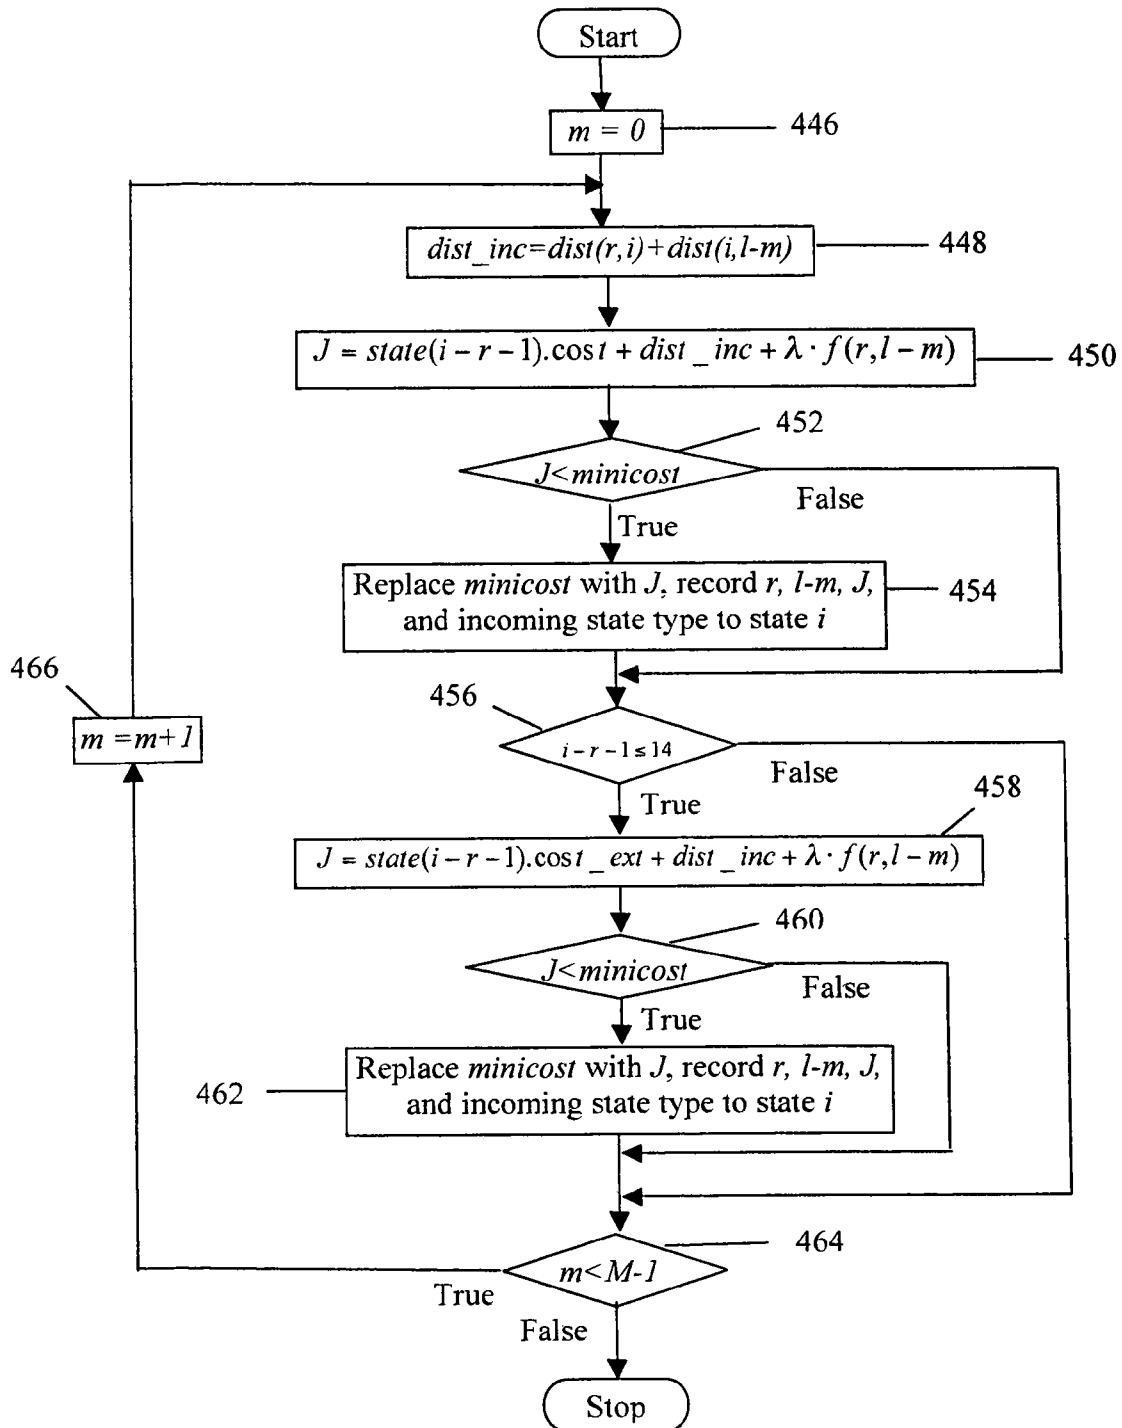 Start
m = 0
446
dist_inc=dist(r,i)+dist(i,l-m)
448
J = state(i − r − 1).cost + dist_inc + λ · f(r, l − m)
450
452
J<minicost
False
True
Replace minicost with J, record r, l-m, J,
and incoming state type to state i
454
466
456
m =m+1
i − r − 1 ≤ 14
False
True
458
J = state(i − r − 1).cost_ext + dist_inc + λ · f(r, l − m)
460
J<minicost
False
True
Replace minicost with J, record r, l-m, J,
and incoming state type to state i
462
464
m<M-1
True
False
Stop